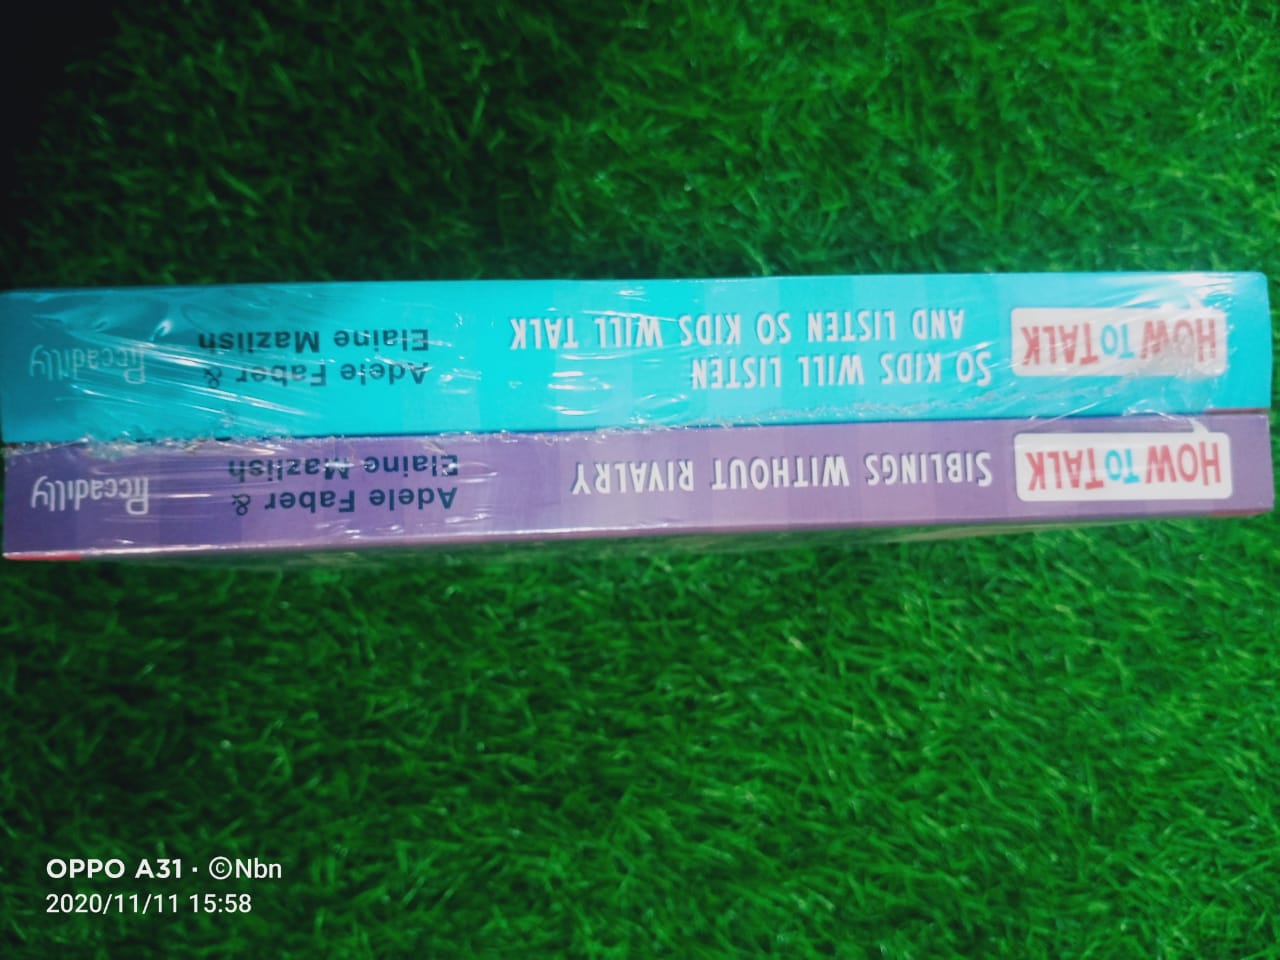 HOW TO TALK
SO KIDS WILL LISTEN
AND LISTEN SO KIDS WILL TALK
Adele Faber &
Elaine Mazlish
Piccadilly
HOW TO TALK
SIBLINGS WITHOUT RIVALRY
Adele Faber &
Elaine Mazlish
Piccadilly
OPPO A31 · ©Nbn
2020/11/11 15:58